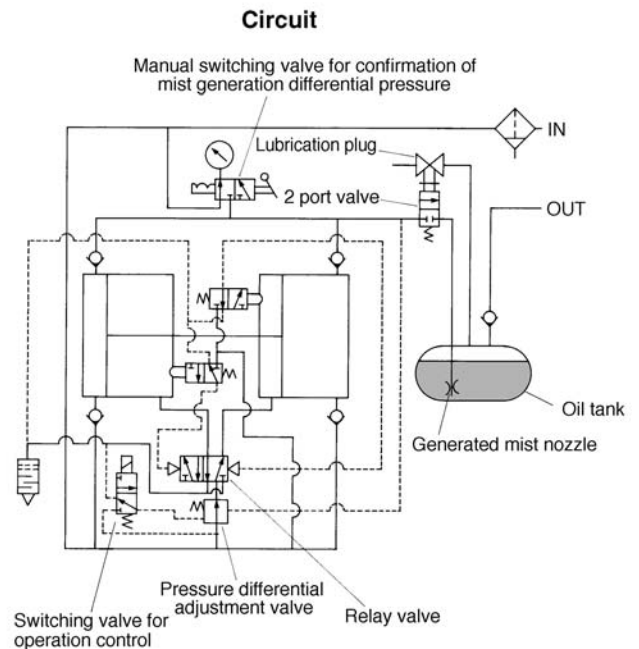 Circuit
Manual switching valve for confirmation of
mist generation differential pressure
IN
Lubrication plug
2 port valve
OUT
Oil tank
Generated mist nozzle
Pressure differential
adjustment valve
Relay valve
Switching valve for
operation control